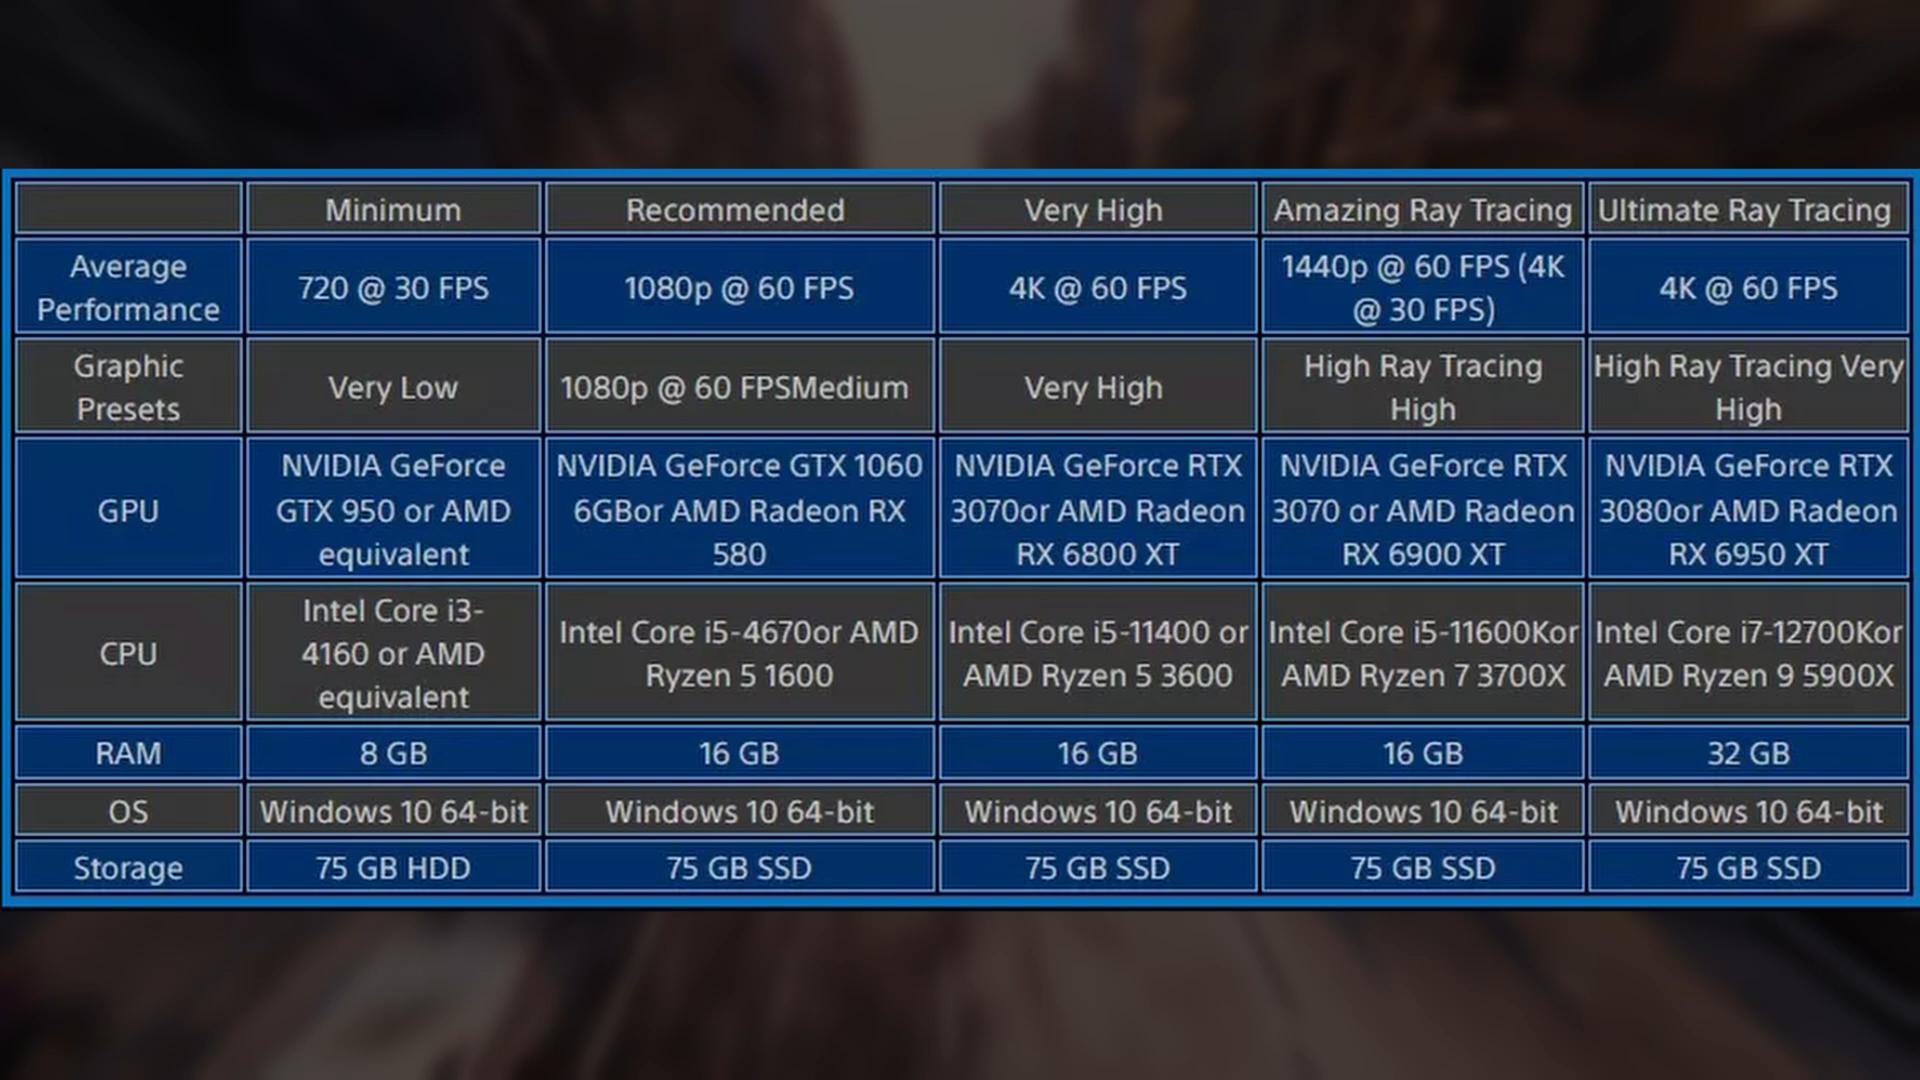 Minimum Recommended Very High Amazing Ray Tracing Ultimate Ray Tracing
Average
Performance
720 @ 30 FPS
1080p @ 60 FPS
4K @ 60 FPS
1440p @ 60 FPS (4K
@ 30 FPS)
4K @ 60 FPS
Graphic
Presets
Very Low
1080p @ 60 FPSMedium
Very High
High Ray Tracing
High
High Ray Tracing Very
High
GPU
NVIDIA GeForce
GTX 950 or AMD
equivalent
NVIDIA GeForce GTX 1060
6GBor AMD Radeon RX
580
NVIDIA GeForce RTX
3070or AMD Radeon
RX 6800 XT
NVIDIA GeForce RTX
3070 or AMD Radeon
RX 6900 XT
NVIDIA GeForce RTX
3080or AMD Radeon
RX 6950 XT
CPU
Intel Core i3-
4160 or AMD
equivalent
Intel Core i5-4670or AMD
Ryzen 5 1600
Intel Core i5-11400 or
AMD Ryzen 5 3600
Intel Core i5-11600Kor
AMD Ryzen 7 3700X
Intel Core i7-12700Kor
AMD Ryzen 9 5900X
RAM 8 GB 16 GB 16 GB 16 GB 32 GB
OS Windows 10 64-bit Windows 10 64-bit Windows 10 64-bit Windows 10 64-bit Windows 10 64-bit
Storage 75 GB HDD 75 GB SSD 75 GB SSD 75 GB SSD 75 GB SSD